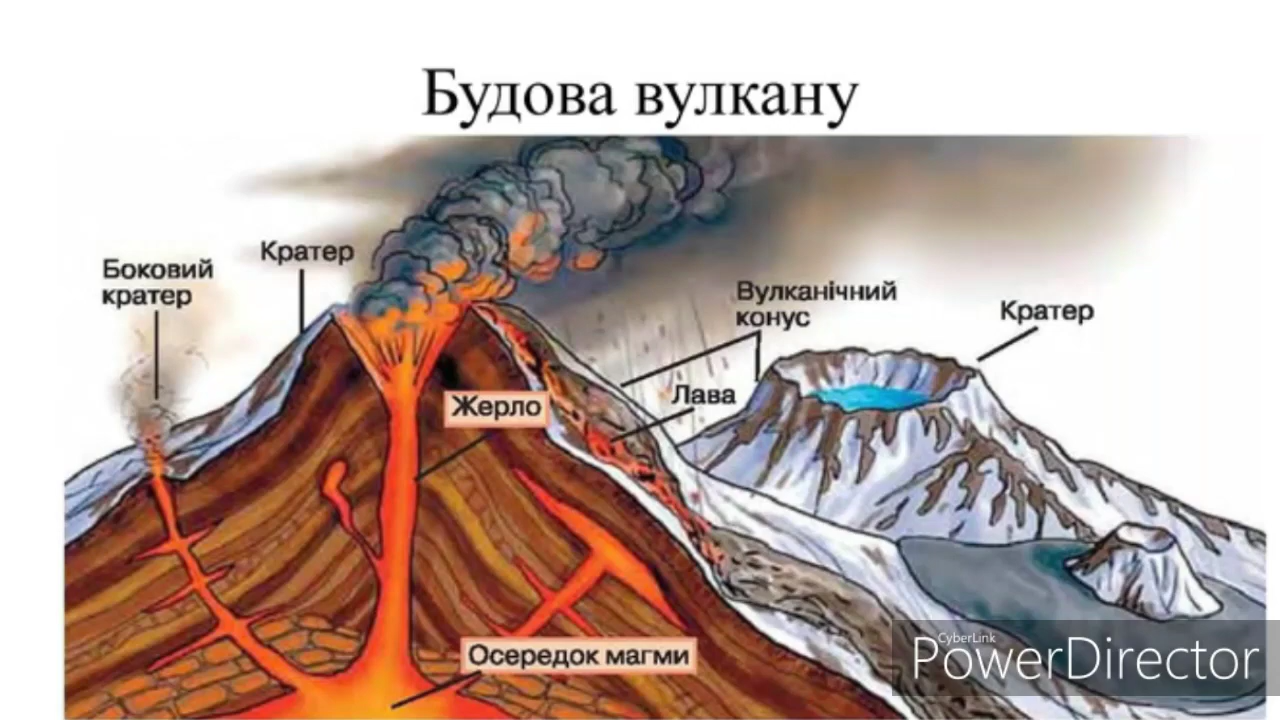 Будова вулкану
Боковий
кратер
Кратер
Вулканічний
конус
Кратер
Лава
Жерло
Осередок магми
CyberLink
PowerDirector